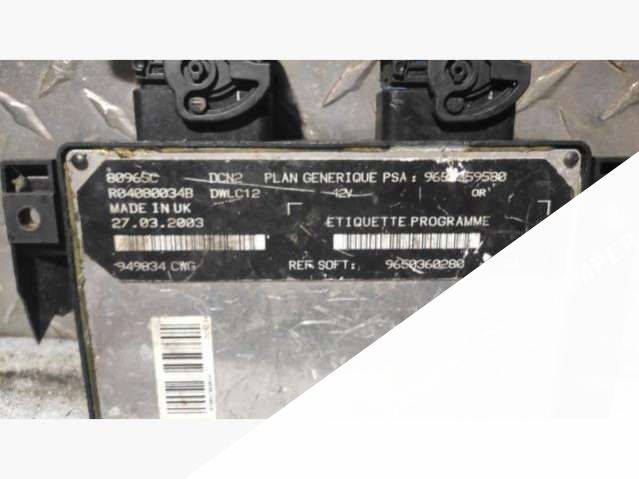 80965C DCN2 PLAN GENERIQUE PSA :
R04080034B DWLC12 12V OR
MADE IN UK
27.03.2003 ETIQUETTE PROGRAMME
949834 CWG REF. SOFT: 9650360280